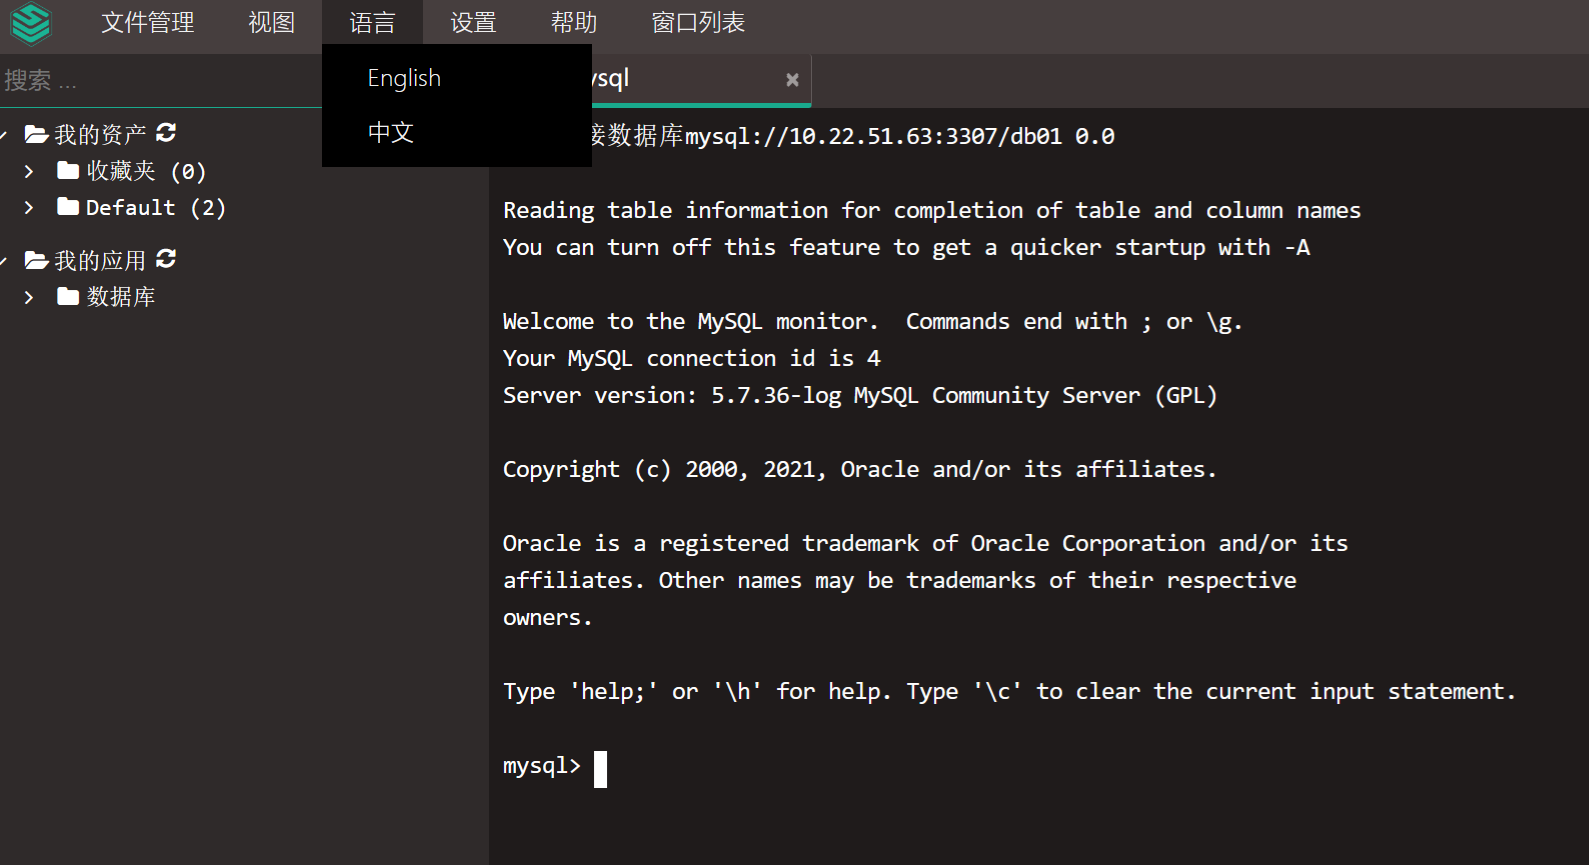 文件管理 视图 语言 设置 帮助 窗口列表
搜索 ...
English
中文
ysql
我的资产
收藏夹 (0)
Default (2)
我的应用
数据库
接数据库mysql://10.22.51.63:3307/db01 0.0
Reading table information for completion of table and column names
You can turn off this feature to get a quicker startup with -A
Welcome to the MySQL monitor.  Commands end with ; or \g.
Your MySQL connection id is 4
Server version: 5.7.36-log MySQL Community Server (GPL)
Copyright (c) 2000, 2021, Oracle and/or its affiliates.
Oracle is a registered trademark of Oracle Corporation and/or its
affiliates. Other names may be trademarks of their respective
owners.
Type 'help;' or '\h' for help. Type '\c' to clear the current input statement.
mysql>